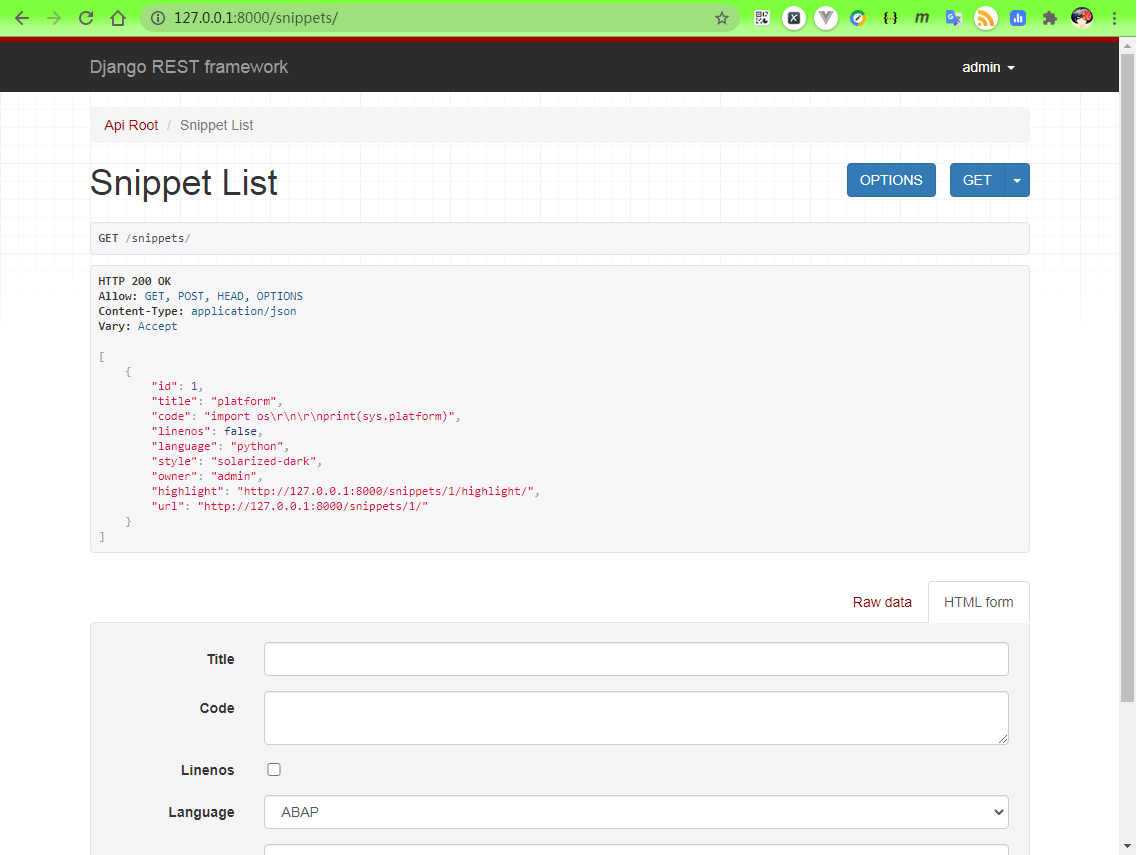 127.0.0.1:8000/snippets/
Django REST framework
admin
Api Root / Snippet List
Snippet List
OPTIONS
GET
GET /snippets/
HTTP 200 OK
Allow: GET, POST, HEAD, OPTIONS
Content-Type: application/json
Vary: Accept
[
    {
        "id": 1,
        "title": "platform",
        "code": "import os\r\n\r\nprint(sys.platform)",
        "linenos": false,
        "language": "python",
        "style": "solarized-dark",
        "owner": "admin",
        "highlight": "http://127.0.0.1:8000/snippets/1/highlight/",
        "url": "http://127.0.0.1:8000/snippets/1/"
    }
]
Raw data
HTML form
Title
Code
Linenos
Language
ABAP